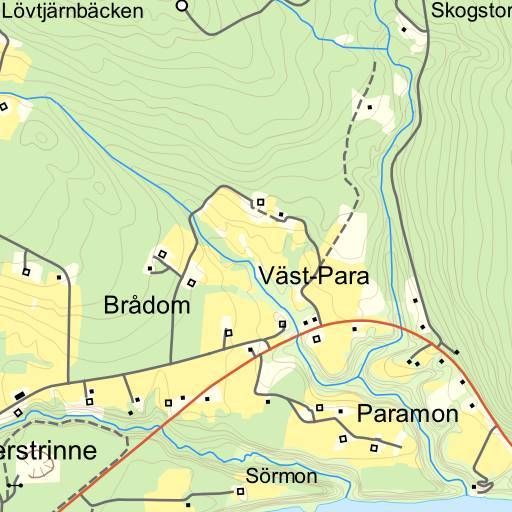 Lövtjärnbäcken
Skogstor
Väst-Para
Brådom
Paramon
erstrinne
Sörmon